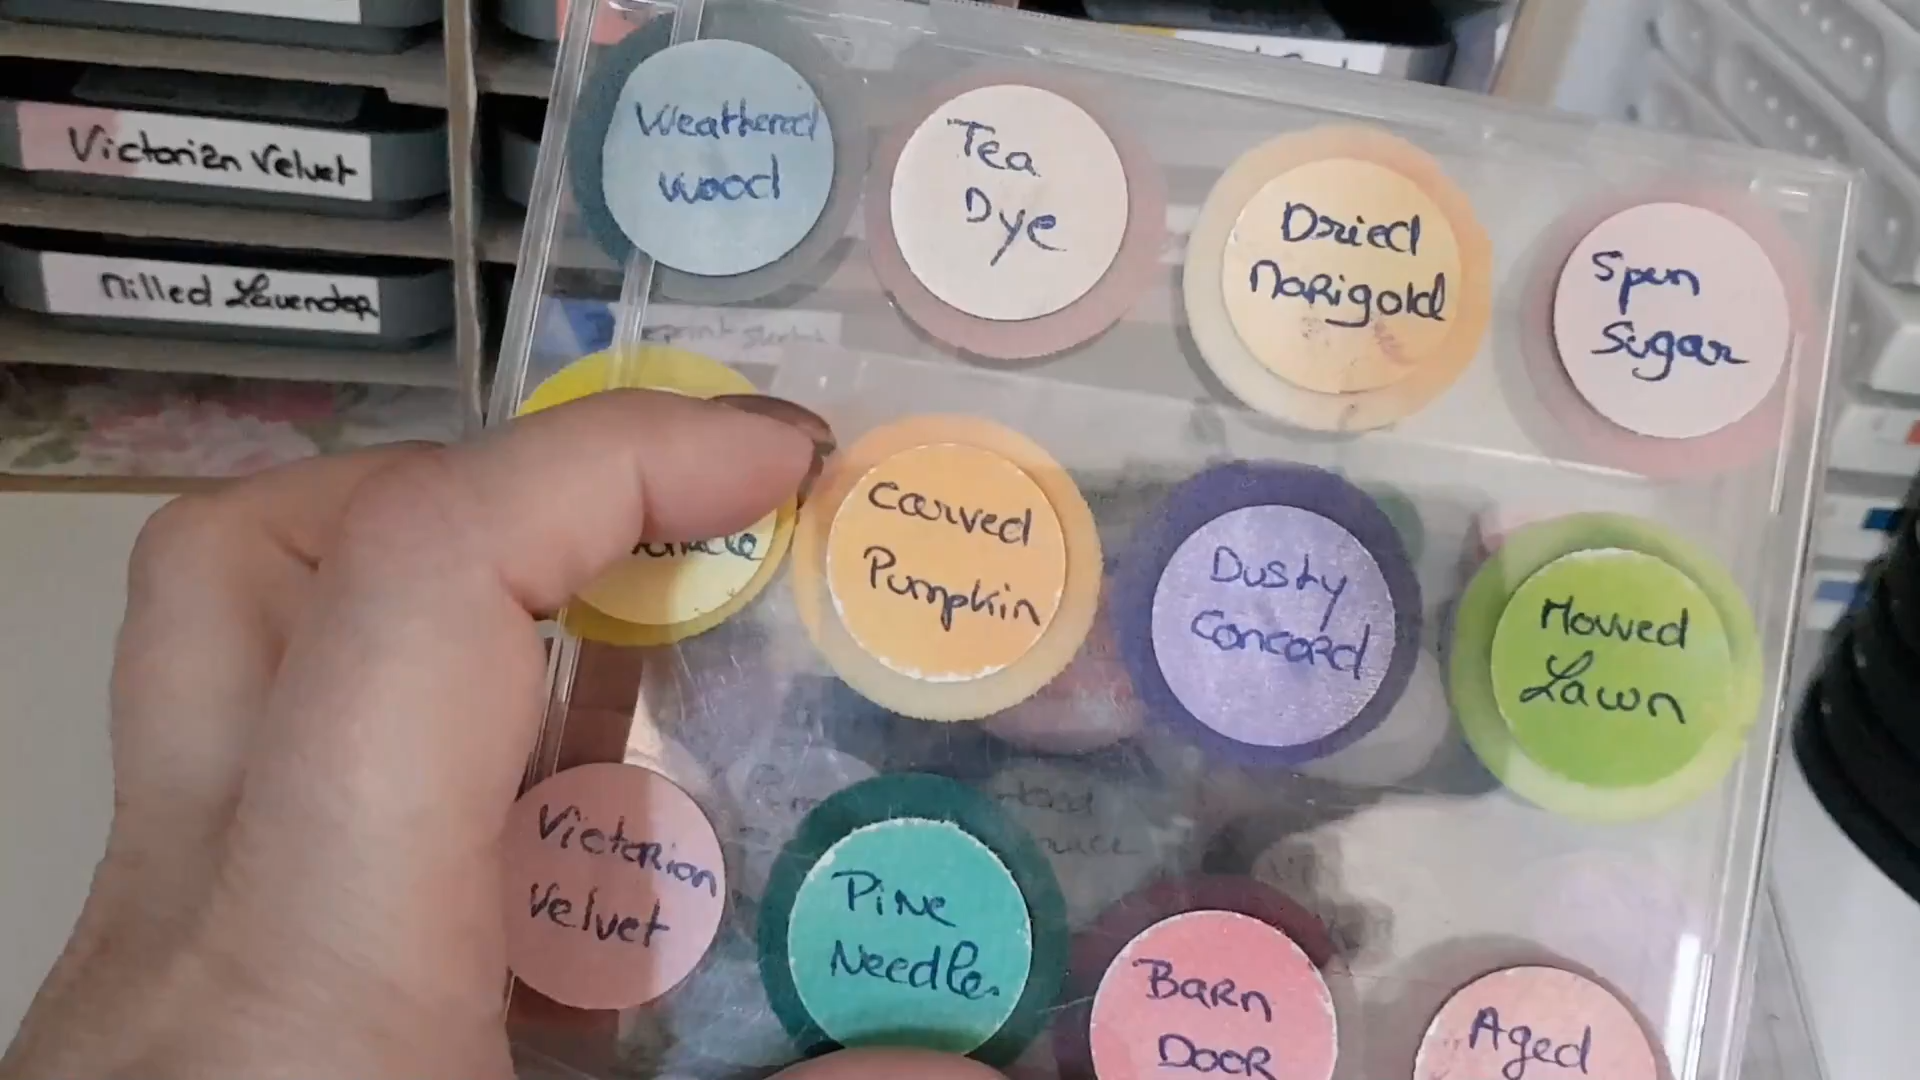 Victorian Velvet
Milled Lavender
Weathered
Wood
Tea
Dye
Dried
Marigold
Spun
Sugar
Carved
Pumpkin
Dusty
Concord
Mowed
Lawn
Victorian
Velvet
Pine
Needle
Barn
Door
Aged